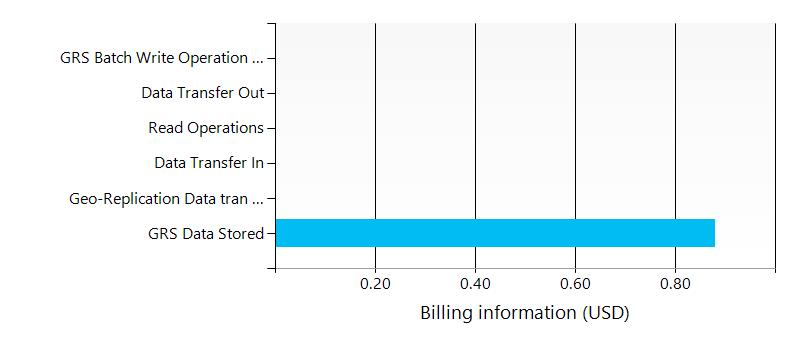 GRS Batch Write Operation ...
Data Transfer Out
Read Operations
Data Transfer In
Geo-Replication Data tran ...
GRS Data Stored
0.20 0.40 0.60 0.80
Billing information (USD)